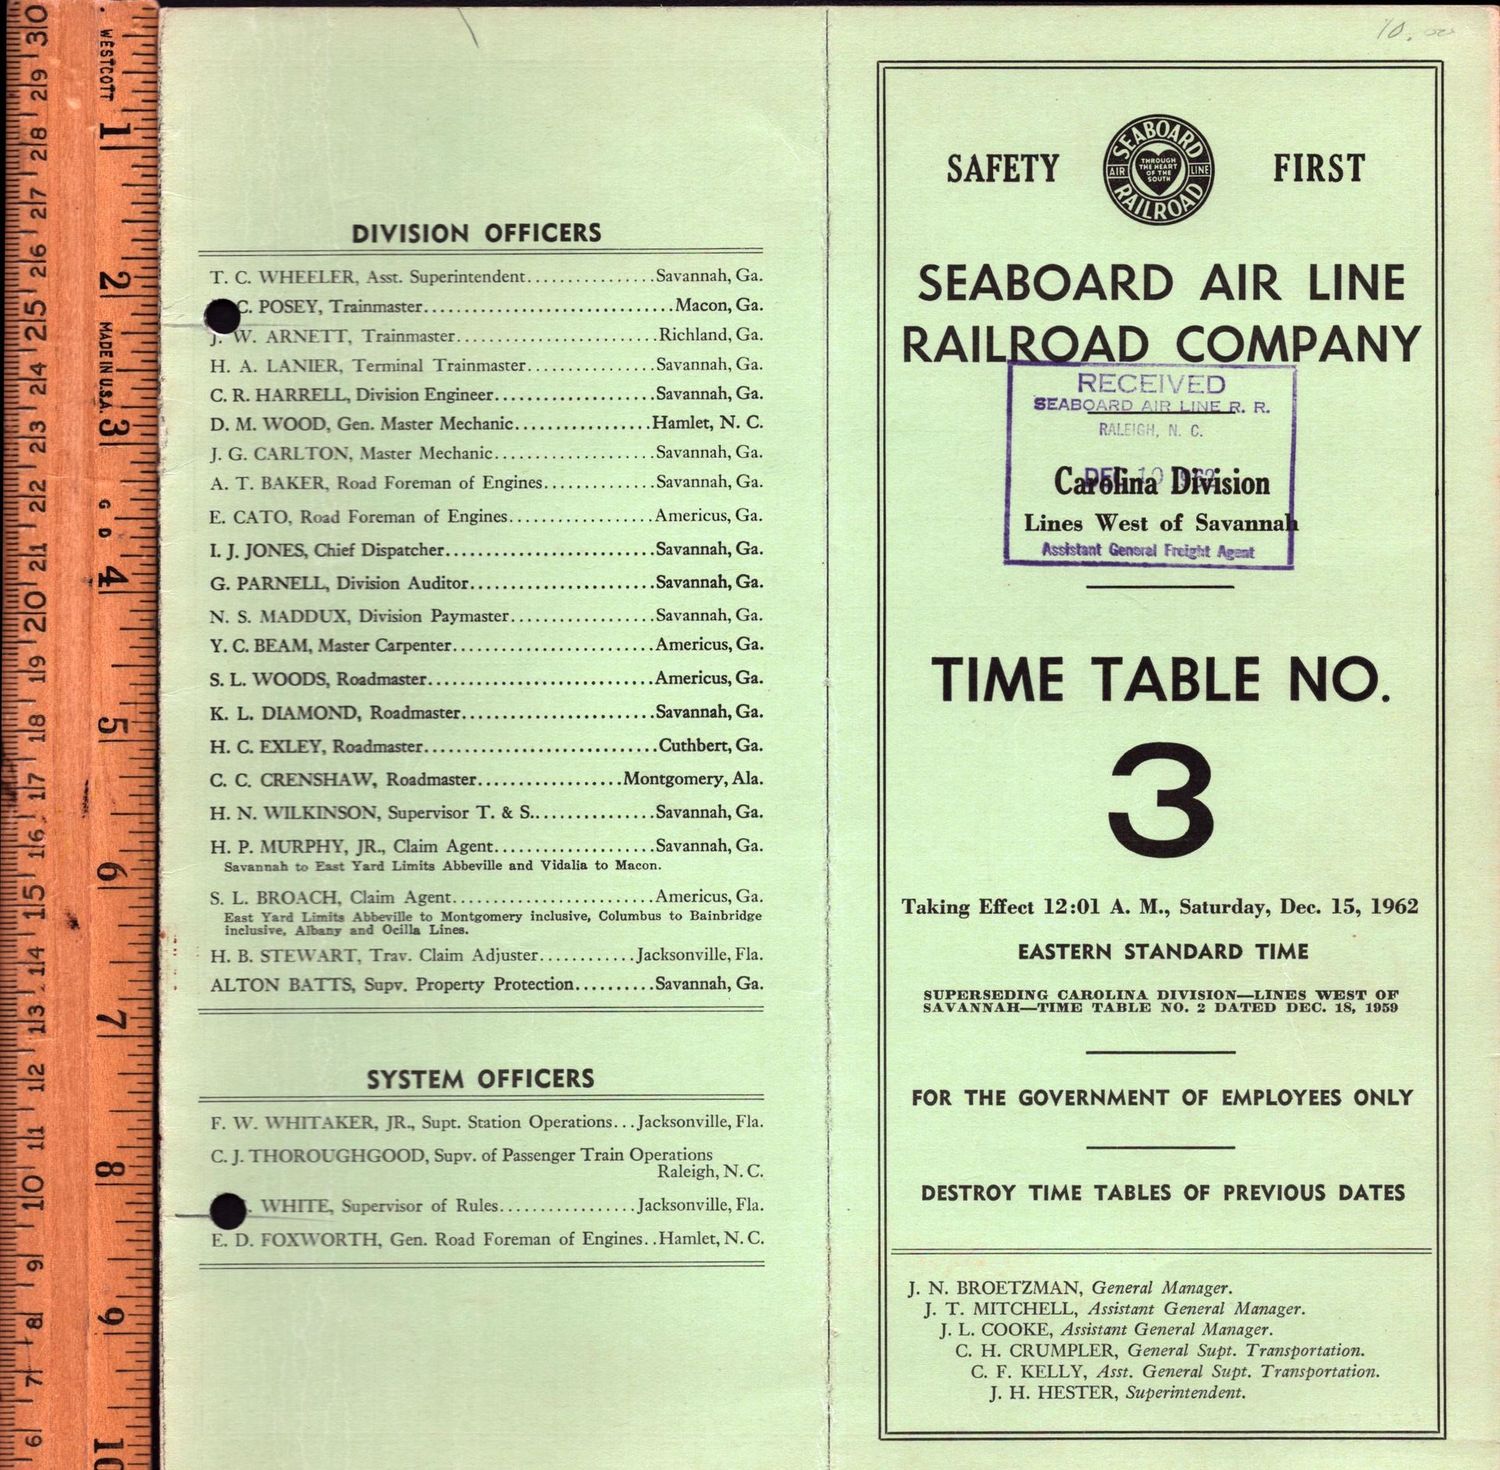 WESTCOTT
MADE IN U.S.A.
G D
1
2
3
4
5
6
7
8
9
10
30
29
28
27
26
25
24
23
22
21
20
19
18
17
16
15
14
13
12
11
10
9
8
7
6
DIVISION OFFICERS
T. C. WHEELER, Asst. Superintendent................Savannah, Ga.
C. POSEY, Trainmaster...............................Macon, Ga.
J. W. ARNETT, Trainmaster.........................Richland, Ga.
H. A. LANIER, Terminal Trainmaster................Savannah, Ga.
C. R. HARRELL, Division Engineer....................Savannah, Ga.
D. M. WOOD, Gen. Master Mechanic.................Hamlet, N. C.
J. G. CARLTON, Master Mechanic....................Savannah, Ga.
A. T. BAKER, Road Foreman of Engines..............Savannah, Ga.
E. CATO, Road Foreman of Engines..................Americus, Ga.
I. J. JONES, Chief Dispatcher..........................Savannah, Ga.
G. PARNELL, Division Auditor.......................Savannah, Ga.
N. S. MADDUX, Division Paymaster..................Savannah, Ga.
Y. C. BEAM, Master Carpenter.........................Americus, Ga.
S. L. WOODS, Roadmaster............................Americus, Ga.
K. L. DIAMOND, Roadmaster........................Savannah, Ga.
H. C. EXLEY, Roadmaster.............................Cuthbert, Ga.
C. C. CRENSHAW, Roadmaster..................Montgomery, Ala.
H. N. WILKINSON, Supervisor T. & S................Savannah, Ga.
H. P. MURPHY, JR., Claim Agent....................Savannah, Ga.
Savannah to East Yard Limits Abbeville and Vidalia to Macon.
S. L. BROACH, Claim Agent.........................Americus, Ga.
East Yard Limits Abbeville to Montgomery inclusive, Columbus to Bainbridge
inclusive, Albany and Ocilla Lines.
H. B. STEWART, Trav. Claim Adjuster............Jacksonville, Fla.
ALTON BATTS, Supv. Property Protection..........Savannah, Ga.
SYSTEM OFFICERS
F. W. WHITAKER, JR., Supt. Station Operations...Jacksonville, Fla.
C. J. THOROUGHGOOD, Supv. of Passenger Train Operations
Raleigh, N. C.
WHITE, Supervisor of Rules.................Jacksonville, Fla.
E. D. FOXWORTH, Gen. Road Foreman of Engines..Hamlet, N. C.
10.00
SAFETY FIRST
SEABOARD
AIR LINE
RAILROAD
THROUGH
THE HEART
OF THE
SOUTH
SEABOARD AIR LINE
RAILROAD COMPANY
RECEIVED
SEABOARD AIR LINE R. R.
RALEIGH, N. C.
DEC 10 1962
Carolina Division
Lines West of Savannah
Assistant General Freight Agent
TIME TABLE NO.
3
Taking Effect 12:01 A. M., Saturday, Dec. 15, 1962
EASTERN STANDARD TIME
SUPERSEDING CAROLINA DIVISION—LINES WEST OF
SAVANNAH—TIME TABLE NO. 2 DATED DEC. 18, 1959
FOR THE GOVERNMENT OF EMPLOYEES ONLY
DESTROY TIME TABLES OF PREVIOUS DATES
J. N. BROETZMAN, General Manager.
J. T. MITCHELL, Assistant General Manager.
J. L. COOKE, Assistant General Manager.
C. H. CRUMPLER, General Supt. Transportation.
C. F. KELLY, Asst. General Supt. Transportation.
J. H. HESTER, Superintendent.